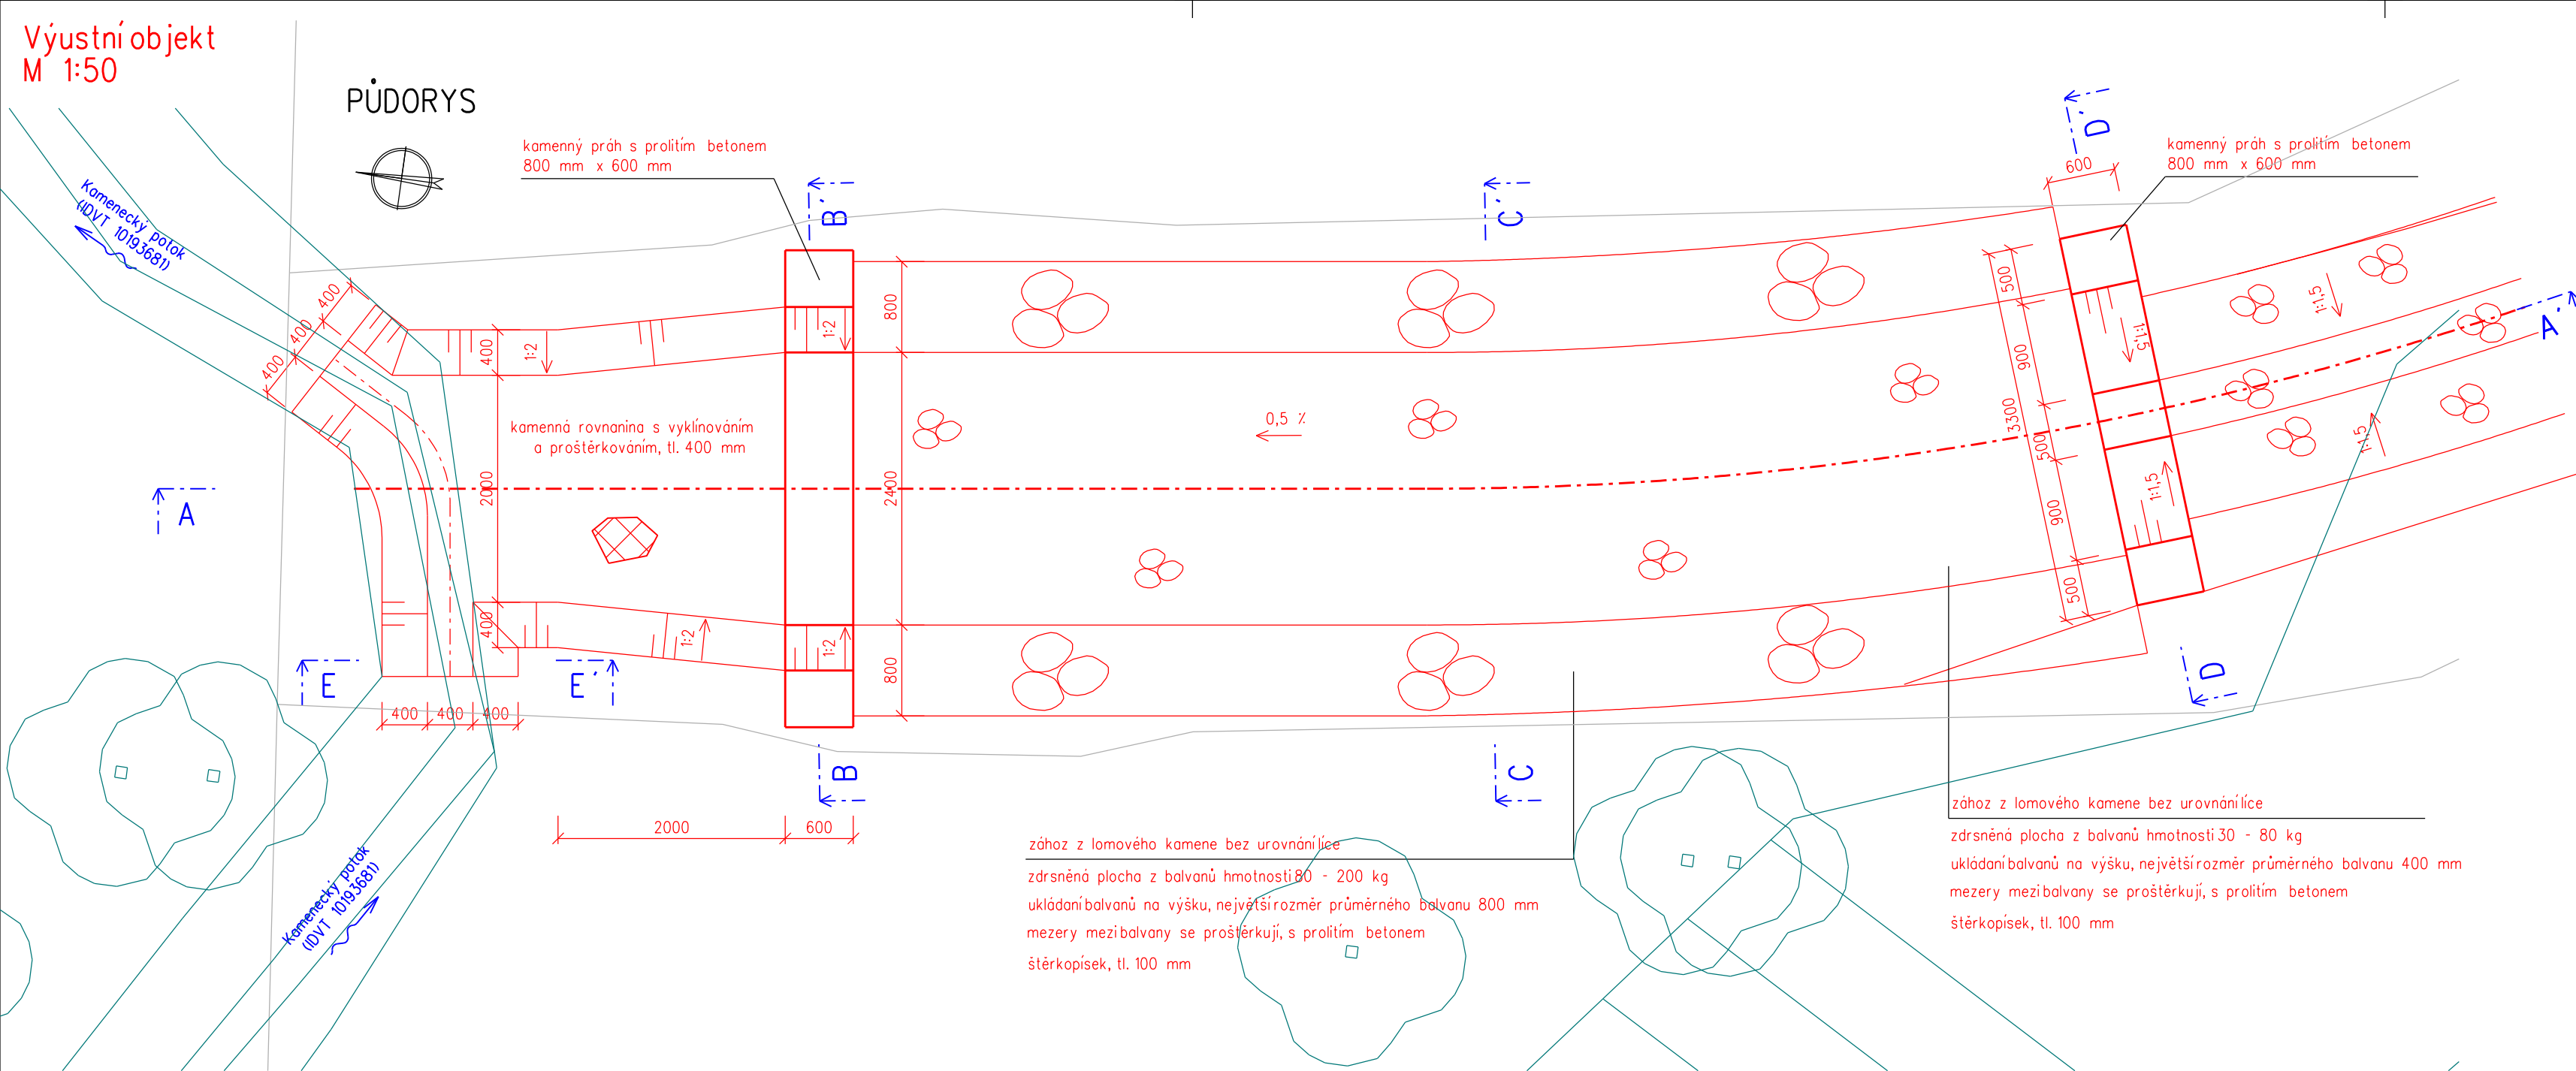 Výustní objekt
M 1:50
PŮDORYS
kamenný práh s prolitím betonem
800 mm x 600 mm
kamenný práh s prolitím betonem
800 mm x 600 mm
Kamenecký potok
(IDVT 10193681)
B´
C´
D´
A´
600
400
400
400
400
1:2
1:2
800
500
900
3300
500
900
500
1:1,5
1:1,5
1:1,5
1:1,5
kamenná rovnanina s vyklínováním
a proštěrkováním, tl. 400 mm
0,5 %
2000
2400
A
400
1:2
1:2
800
E
E´
D
400
400
400
B
C
2000
600
Kamenecký potok
(IDVT 10193681)
zához z lomového kamene bez urovnání líce
zdrsněná plocha z balvanů hmotnosti 80 - 200 kg
ukládaní balvanů na výšku, největší rozměr průměrného balvanu 800 mm
mezery mezi balvany se proštěrkují, s prolitím betonem
štěrkopísek, tl. 100 mm
zához z lomového kamene bez urovnání líce
zdrsněná plocha z balvanů hmotnosti 30 - 80 kg
ukládaní balvanů na výšku, největší rozměr průměrného balvanu 400 mm
mezery mezi balvany se proštěrkují, s prolitím betonem
štěrkopísek, tl. 100 mm